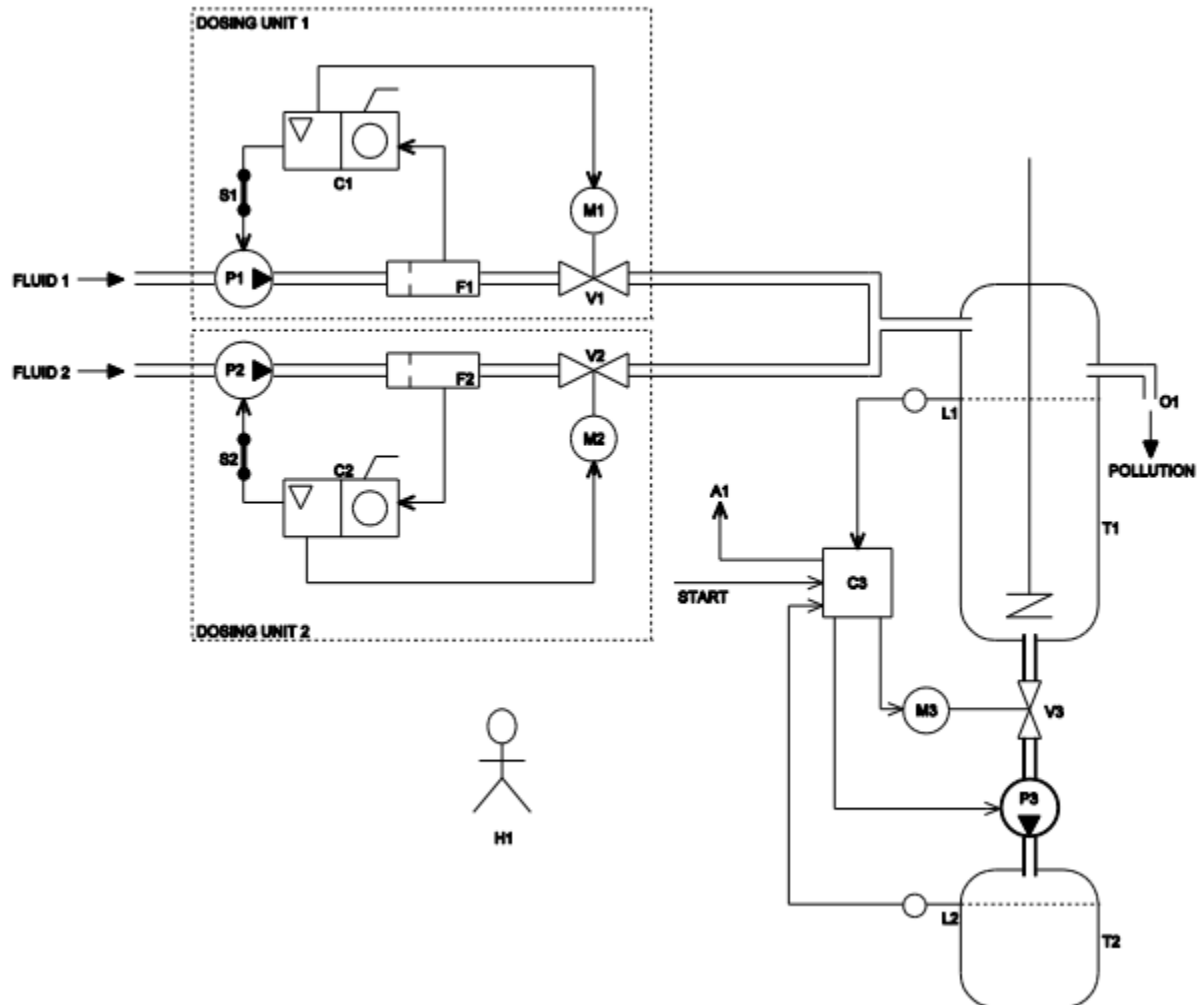 DOSING UNIT 1
C1
S1
M1
FLUID 1
P1
F1
V1
FLUID 2
P2
F2
V2
L1
O1
S2
C2
M2
POLLUTION
A1
T1
START
C3
DOSING UNIT 2
M3
V3
P3
H1
L2
T2